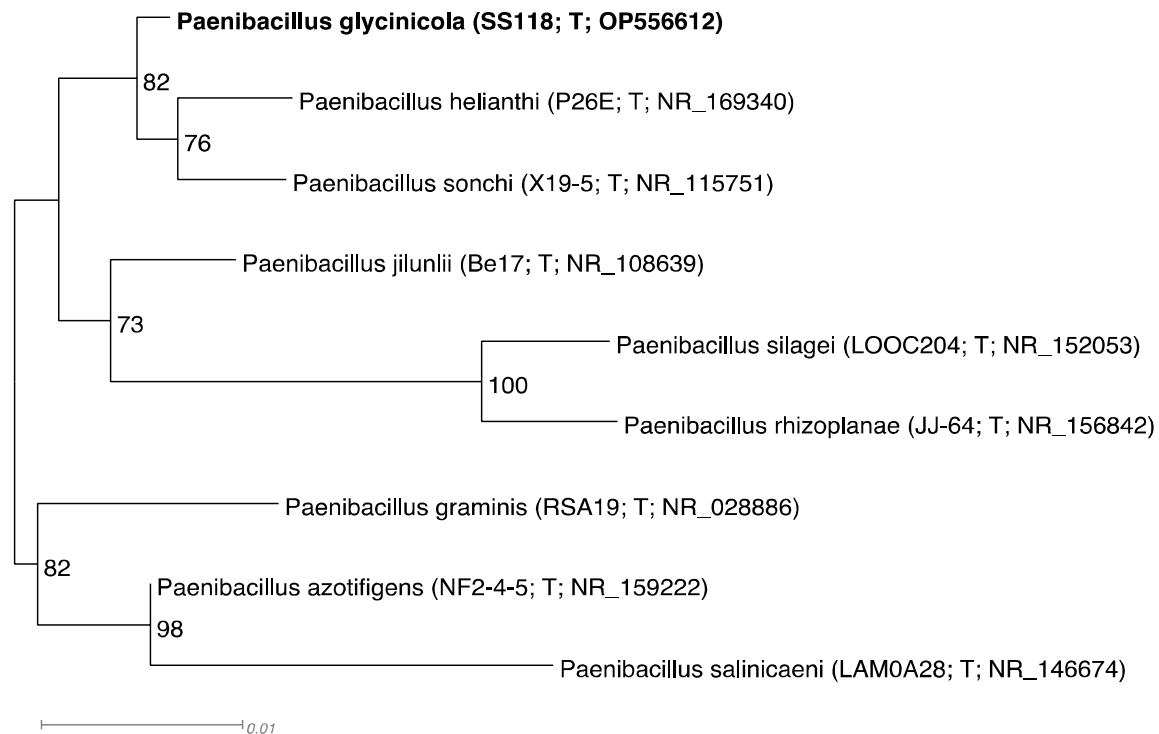 Paenibacillus glycinicola (SS118; T; OP556612)
82
Paenibacillus helianthi (P26E; T; NR_169340)
76
Paenibacillus sonchi (X19-5; T; NR_115751)
Paenibacillus jilunlii (Be17; T; NR_108639)
73
Paenibacillus silagei (LOOC204; T; NR_152053)
100
Paenibacillus rhizoplanae (JJ-64; T; NR_156842)
Paenibacillus graminis (RSA19; T; NR_028886)
82
Paenibacillus azotifigens (NF2-4-5; T; NR_159222)
98
Paenibacillus salinicaeni (LAM0A28; T; NR_146674)
0.01